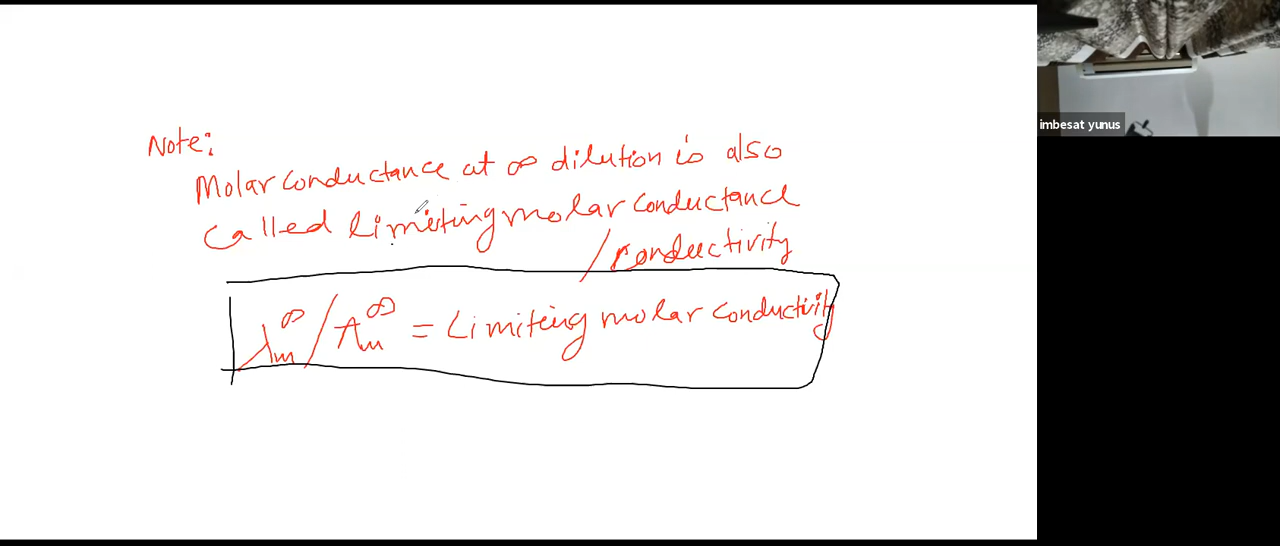 Note:
Molar conductance at ∞ dilution is also
called limiting molar conductance
/conductivity
λm∞/Λm∞ = Limiting molar conductivity
imbesat yunus